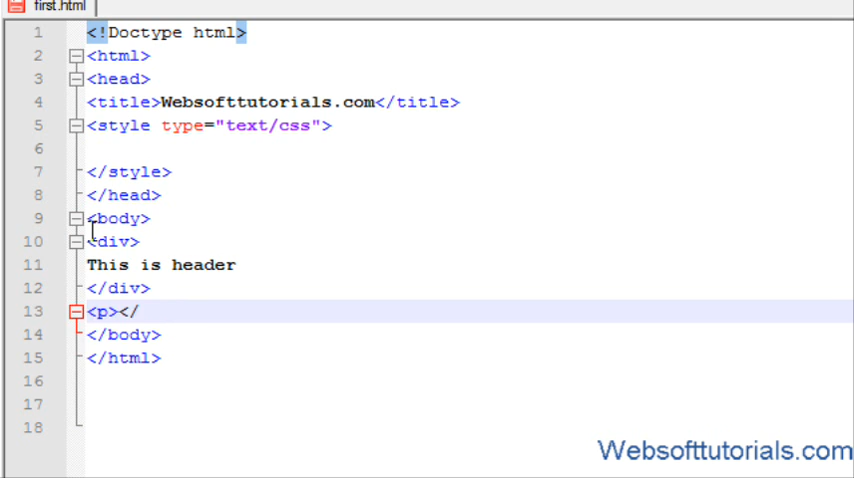 first.html
1 <!Doctype html>
2 <html>
3 <head>
4 <title>Websofttutorials.com</title>
5 <style type="text/css">
6
7 </style>
8 </head>
9 <body>
10 <div>
11 This is header
12 </div>
13 <p></
14 </body>
15 </html>
16
17
18
Websofttutorials.com